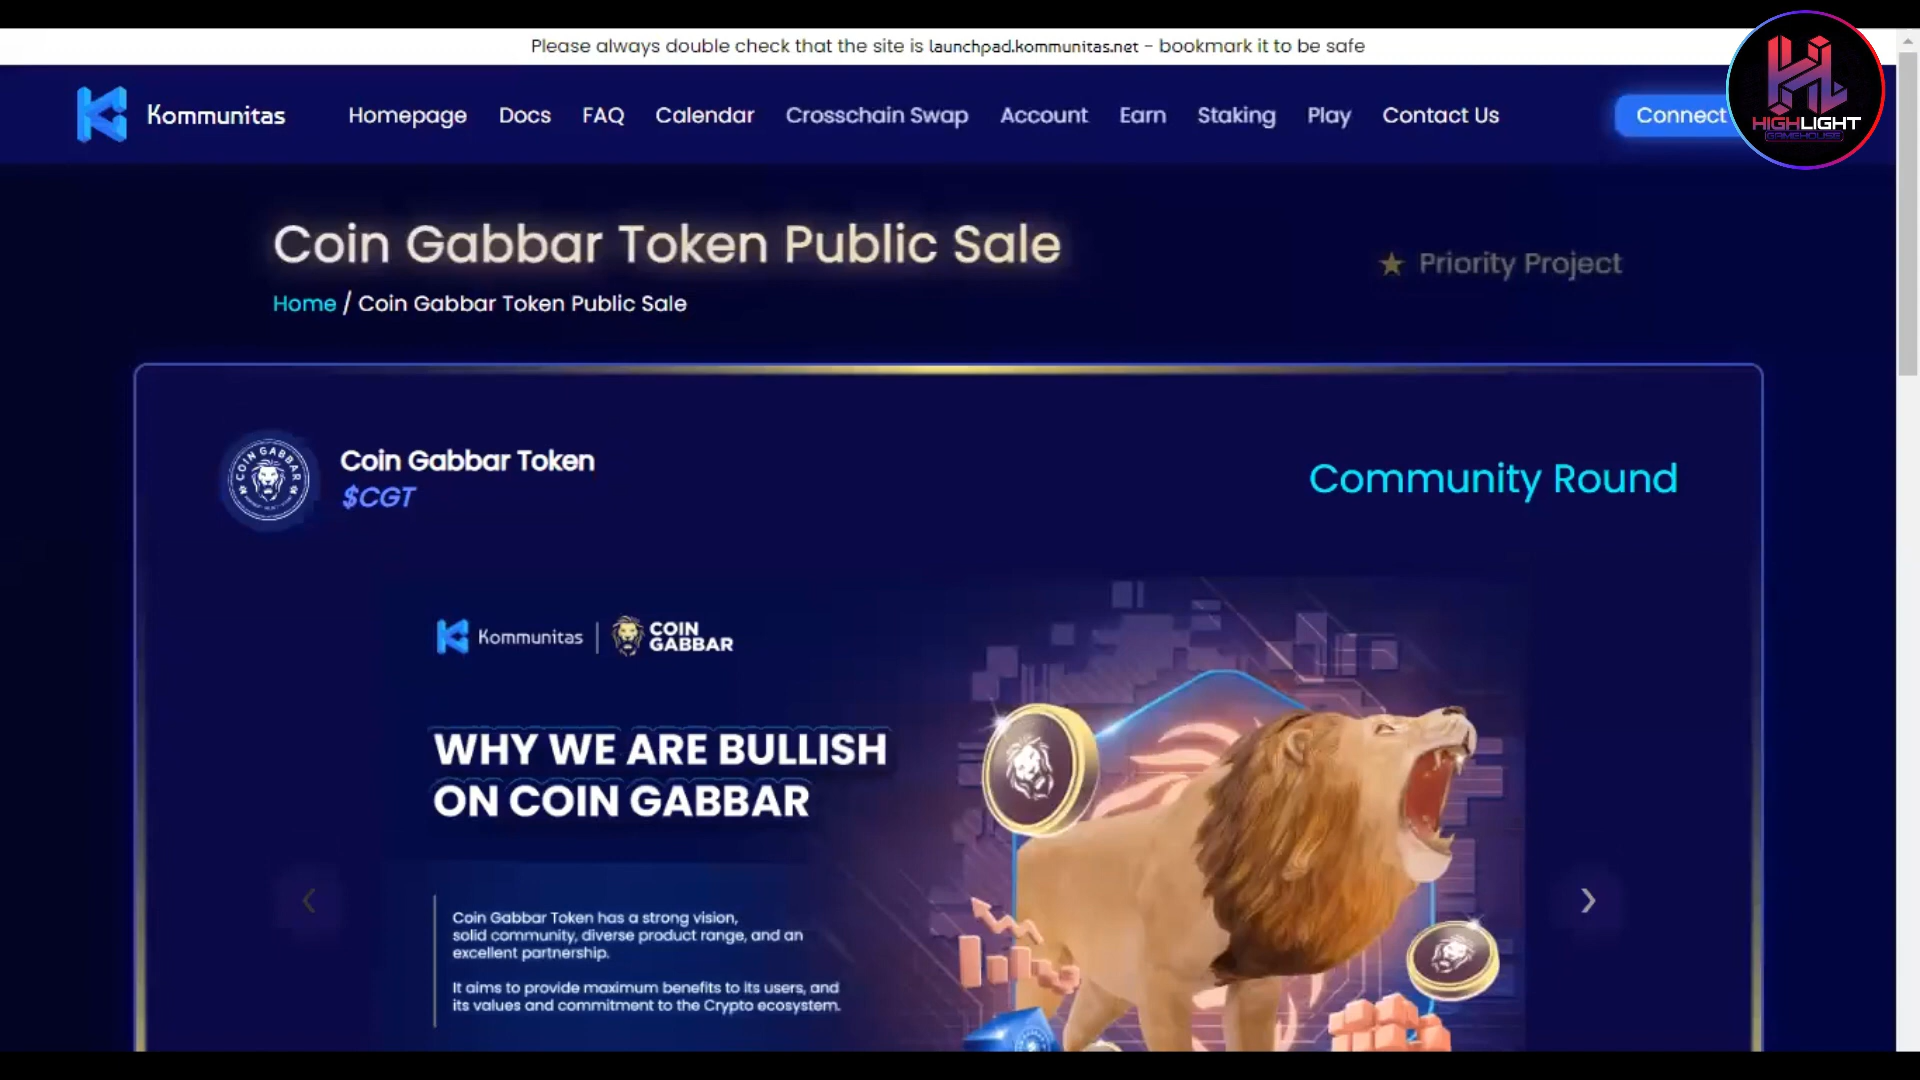 Please always double check that the site is launchpad.kommunitas.net - bookmark it to be safe
Kommunitas
Homepage
Docs
FAQ
Calendar
Crosschain Swap
Account
Earn
Staking
Play
Contact Us
Connect
HIGHLIGHT
GAMEHOUSE
Coin Gabbar Token Public Sale
Priority Project
Home / Coin Gabbar Token Public Sale
COIN GABBAR
Coin Gabbar Token
$CGT
Community Round
Kommunitas
COIN
GABBAR
WHY WE ARE BULLISH
ON COIN GABBAR
Coin Gabbar Token has a strong vision,
solid community, diverse product range, and an
excellent partnership.
It aims to provide maximum benefits to its users, and
its values and commitment to the Crypto ecosystem.